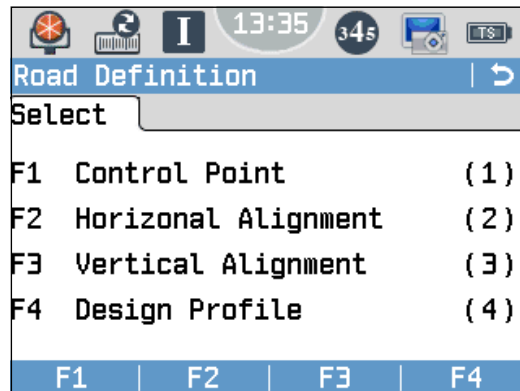 I 13:35 345 TS
Road Definition
Select
F1 Control Point (1)
F2 Horizonal Alignment (2)
F3 Vertical Alignment (3)
F4 Design Profile (4)
F1 F2 F3 F4